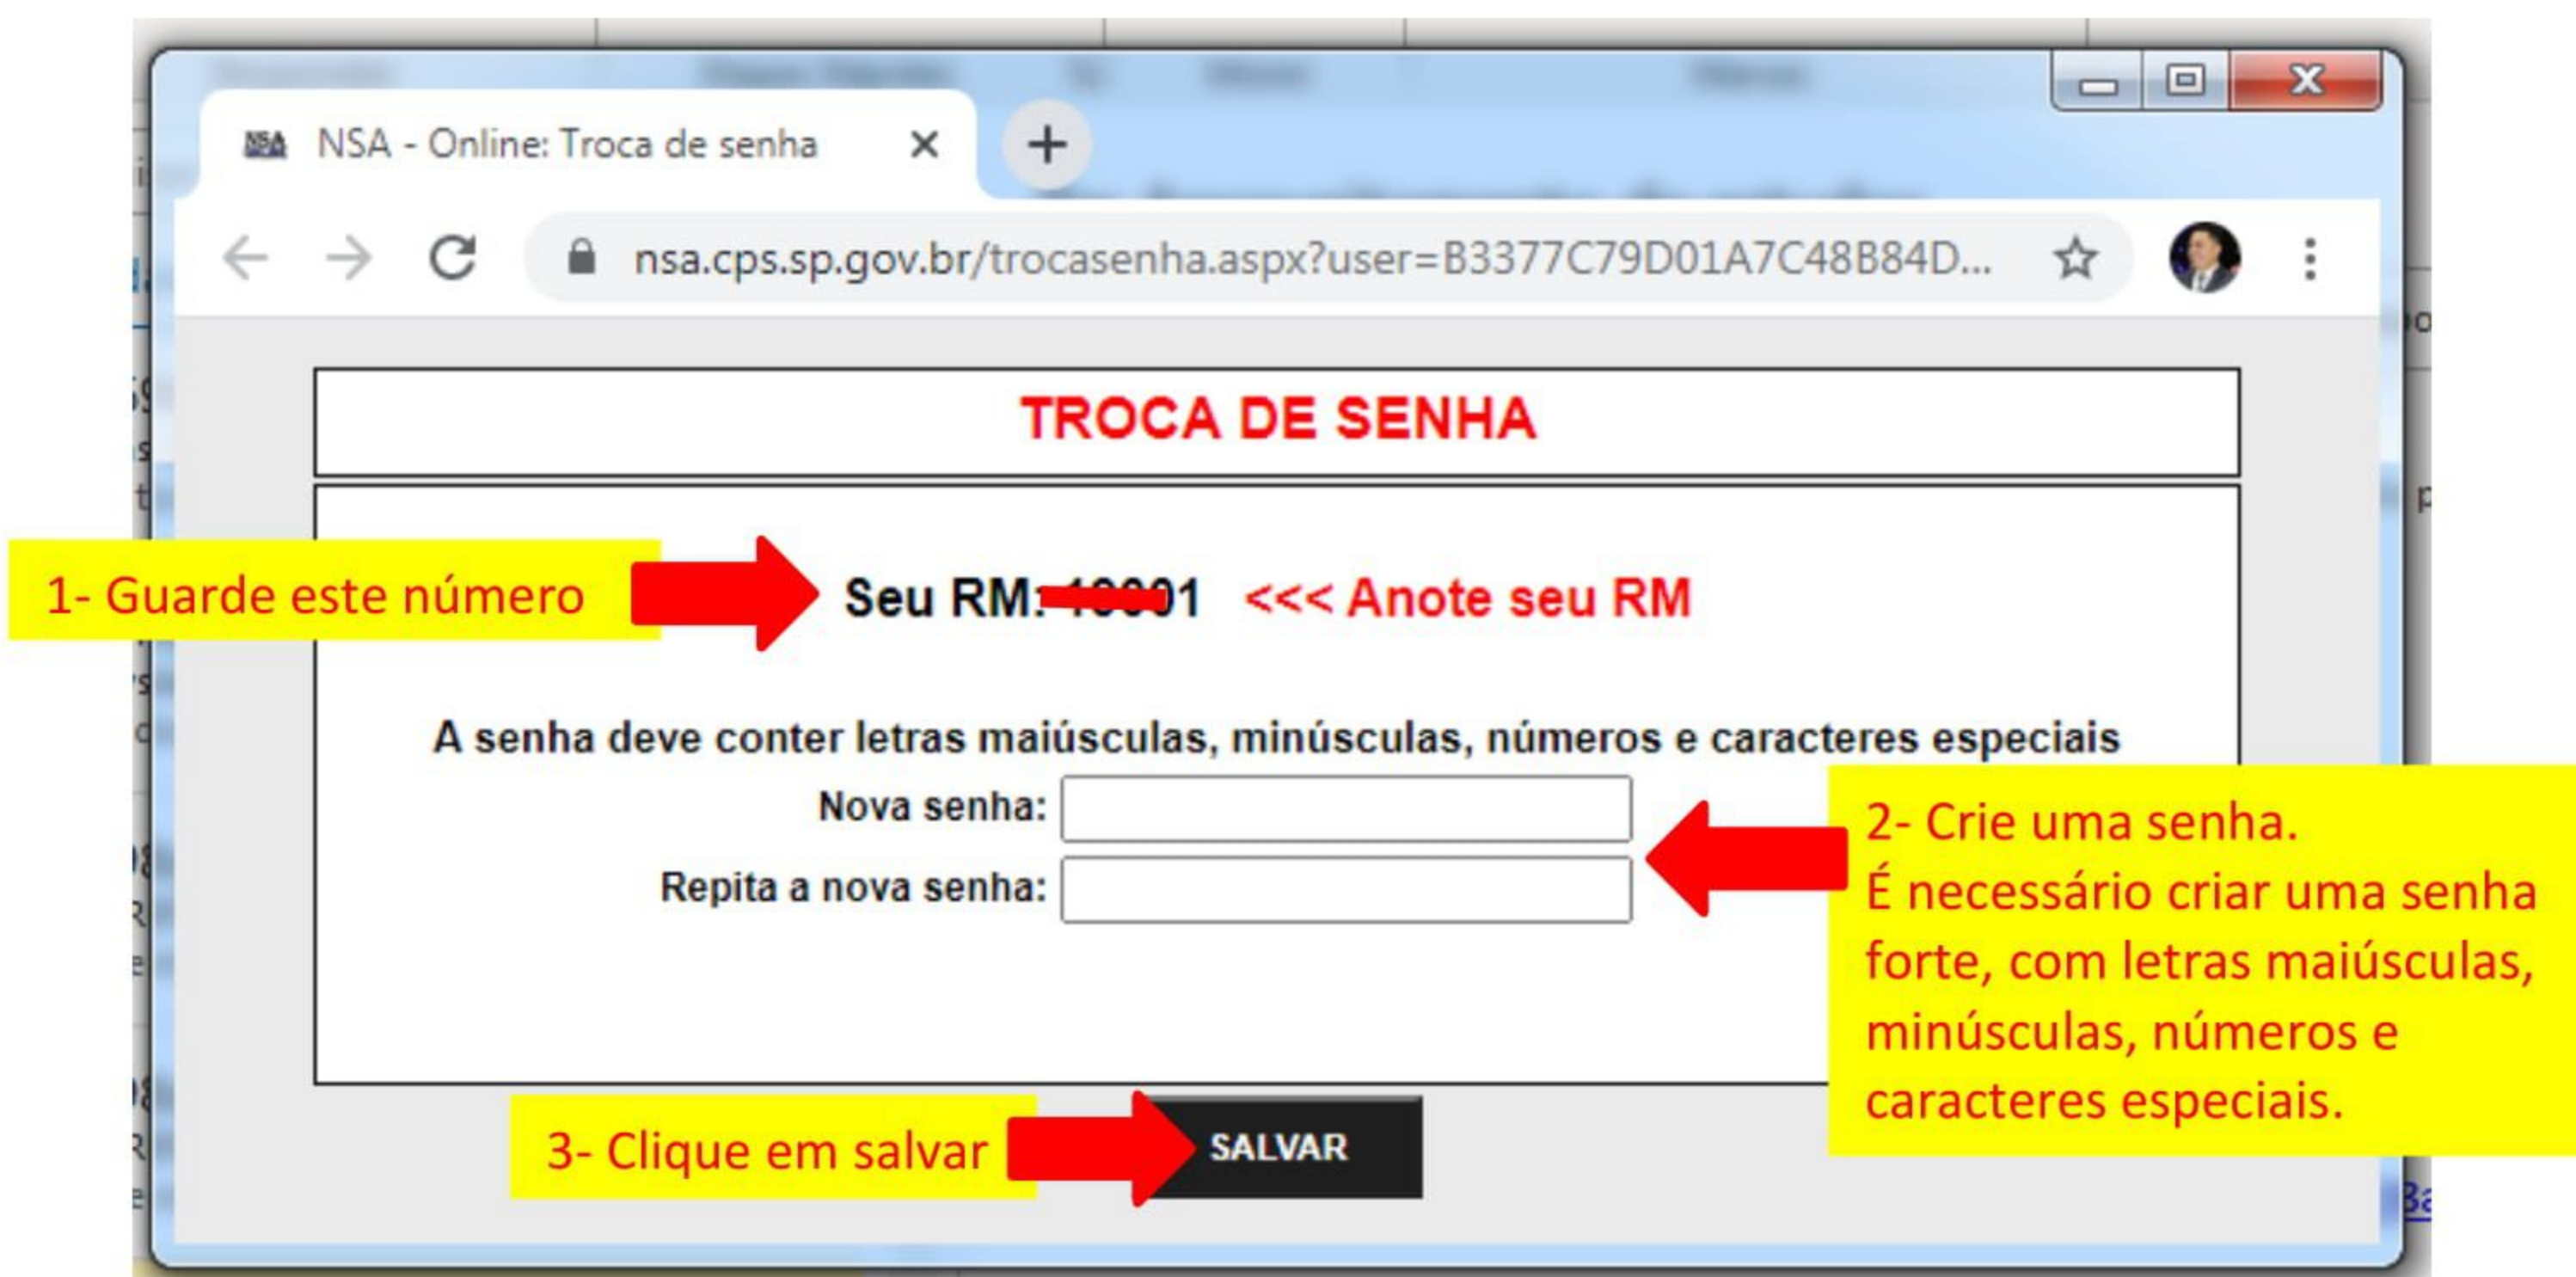 NSA NSA - Online: Troca de senha
nsa.cps.sp.gov.br/trocasenha.aspx?user=B3377C79D01A7C48B84D...
TROCA DE SENHA
1- Guarde este número
Seu RM: <<< Anote seu RM
A senha deve conter letras maiúsculas, minúsculas, números e caracteres especiais
Nova senha:
Repita a nova senha:
2- Crie uma senha.
É necessário criar uma senha
forte, com letras maiúsculas,
minúsculas, números e
caracteres especiais.
3- Clique em salvar
SALVAR